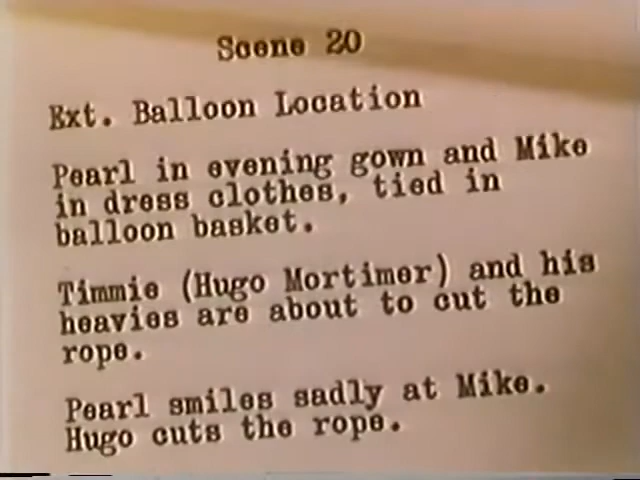 Scene 20
Ext. Balloon Location
Pearl in evening gown and Mike
in dress clothes, tied in
balloon basket.
Timmie (Hugo Mortimer) and his
heavies are about to cut the
rope.
Pearl smiles sadly at Mike.
Hugo cuts the rope.